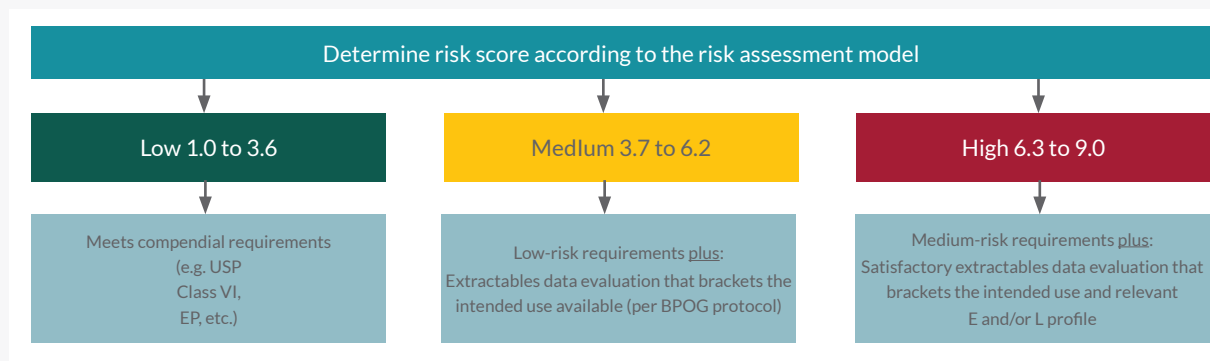 Determine risk score according to the risk assessment model
Low 1.0 to 3.6
MedIum 3.7 to 6.2
High 6.3 to 9.0
Meets compendial requirements
(e.g. USP
Class VI,
EP, etc.)
Low-risk requirements plus:
Extractables data evaluation that brackets the
intended use available (per BPOG protocol)
Medium-risk requirements plus:
Satisfactory extractables data evaluation that
brackets the intended use and relevant
E and/or L profile